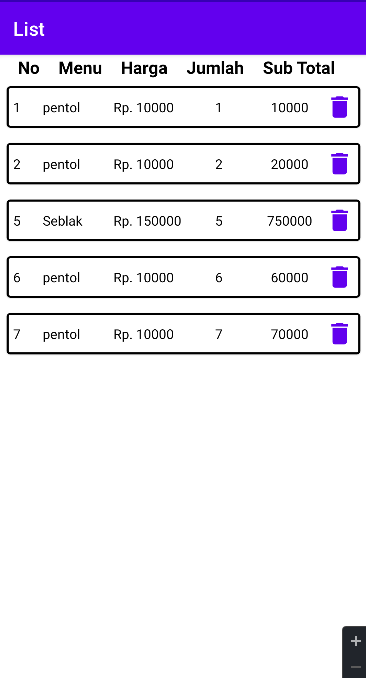 List
No Menu Harga Jumlah Sub Total
1 pentol Rp. 10000 1 10000
2 pentol Rp. 10000 2 20000
5 Seblak Rp. 150000 5 750000
6 pentol Rp. 10000 6 60000
7 pentol Rp. 10000 7 70000